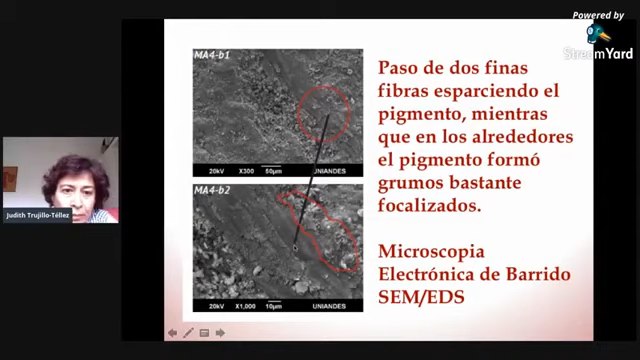 Powered by
StreamYard
MA4-b1
20kV X300 50µm UNIANDES
MA4-b2
20kV X1,000 10µm UNIANDES
Paso de dos finas
fibras esparciendo el
pigmento, mientras
que en los alrededores
el pigmento formó
grumos bastante
focalizados.
Microscopia
Electrónica de Barrido
SEM/EDS
Judith Trujillo-Téllez